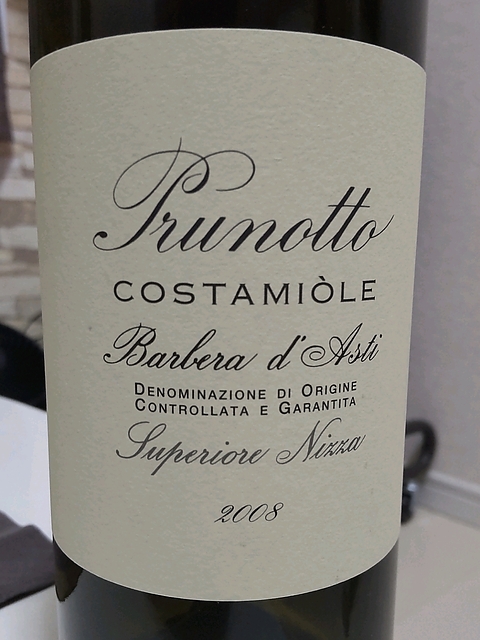 Prunotto
COSTAMIÒLE
Barbera d'Asti
DENOMINAZIONE DI ORIGINE
CONTROLLATA E GARANTITA
Superiore Nizza
2008